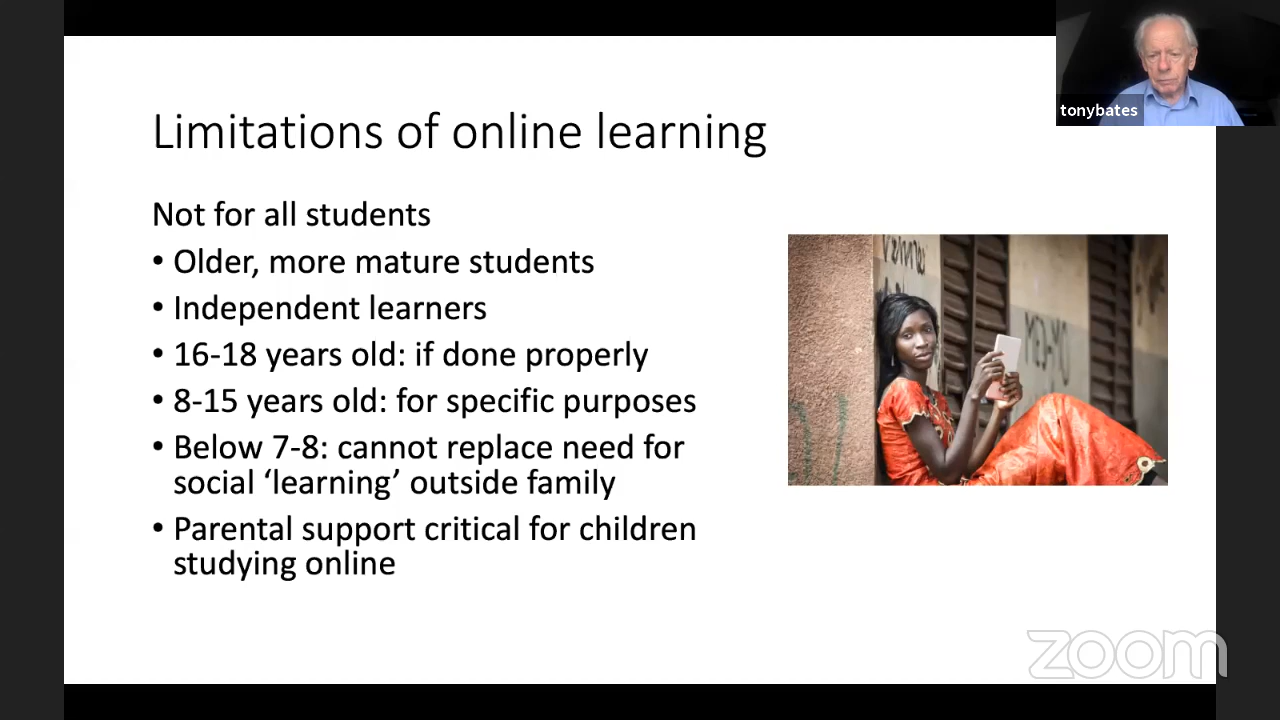 tonybates
Limitations of online learning
Not for all students
• Older, more mature students
• Independent learners
• 16-18 years old: if done properly
• 8-15 years old: for specific purposes
• Below 7-8: cannot replace need for
social ‘learning’ outside family
• Parental support critical for children
studying online
zoom